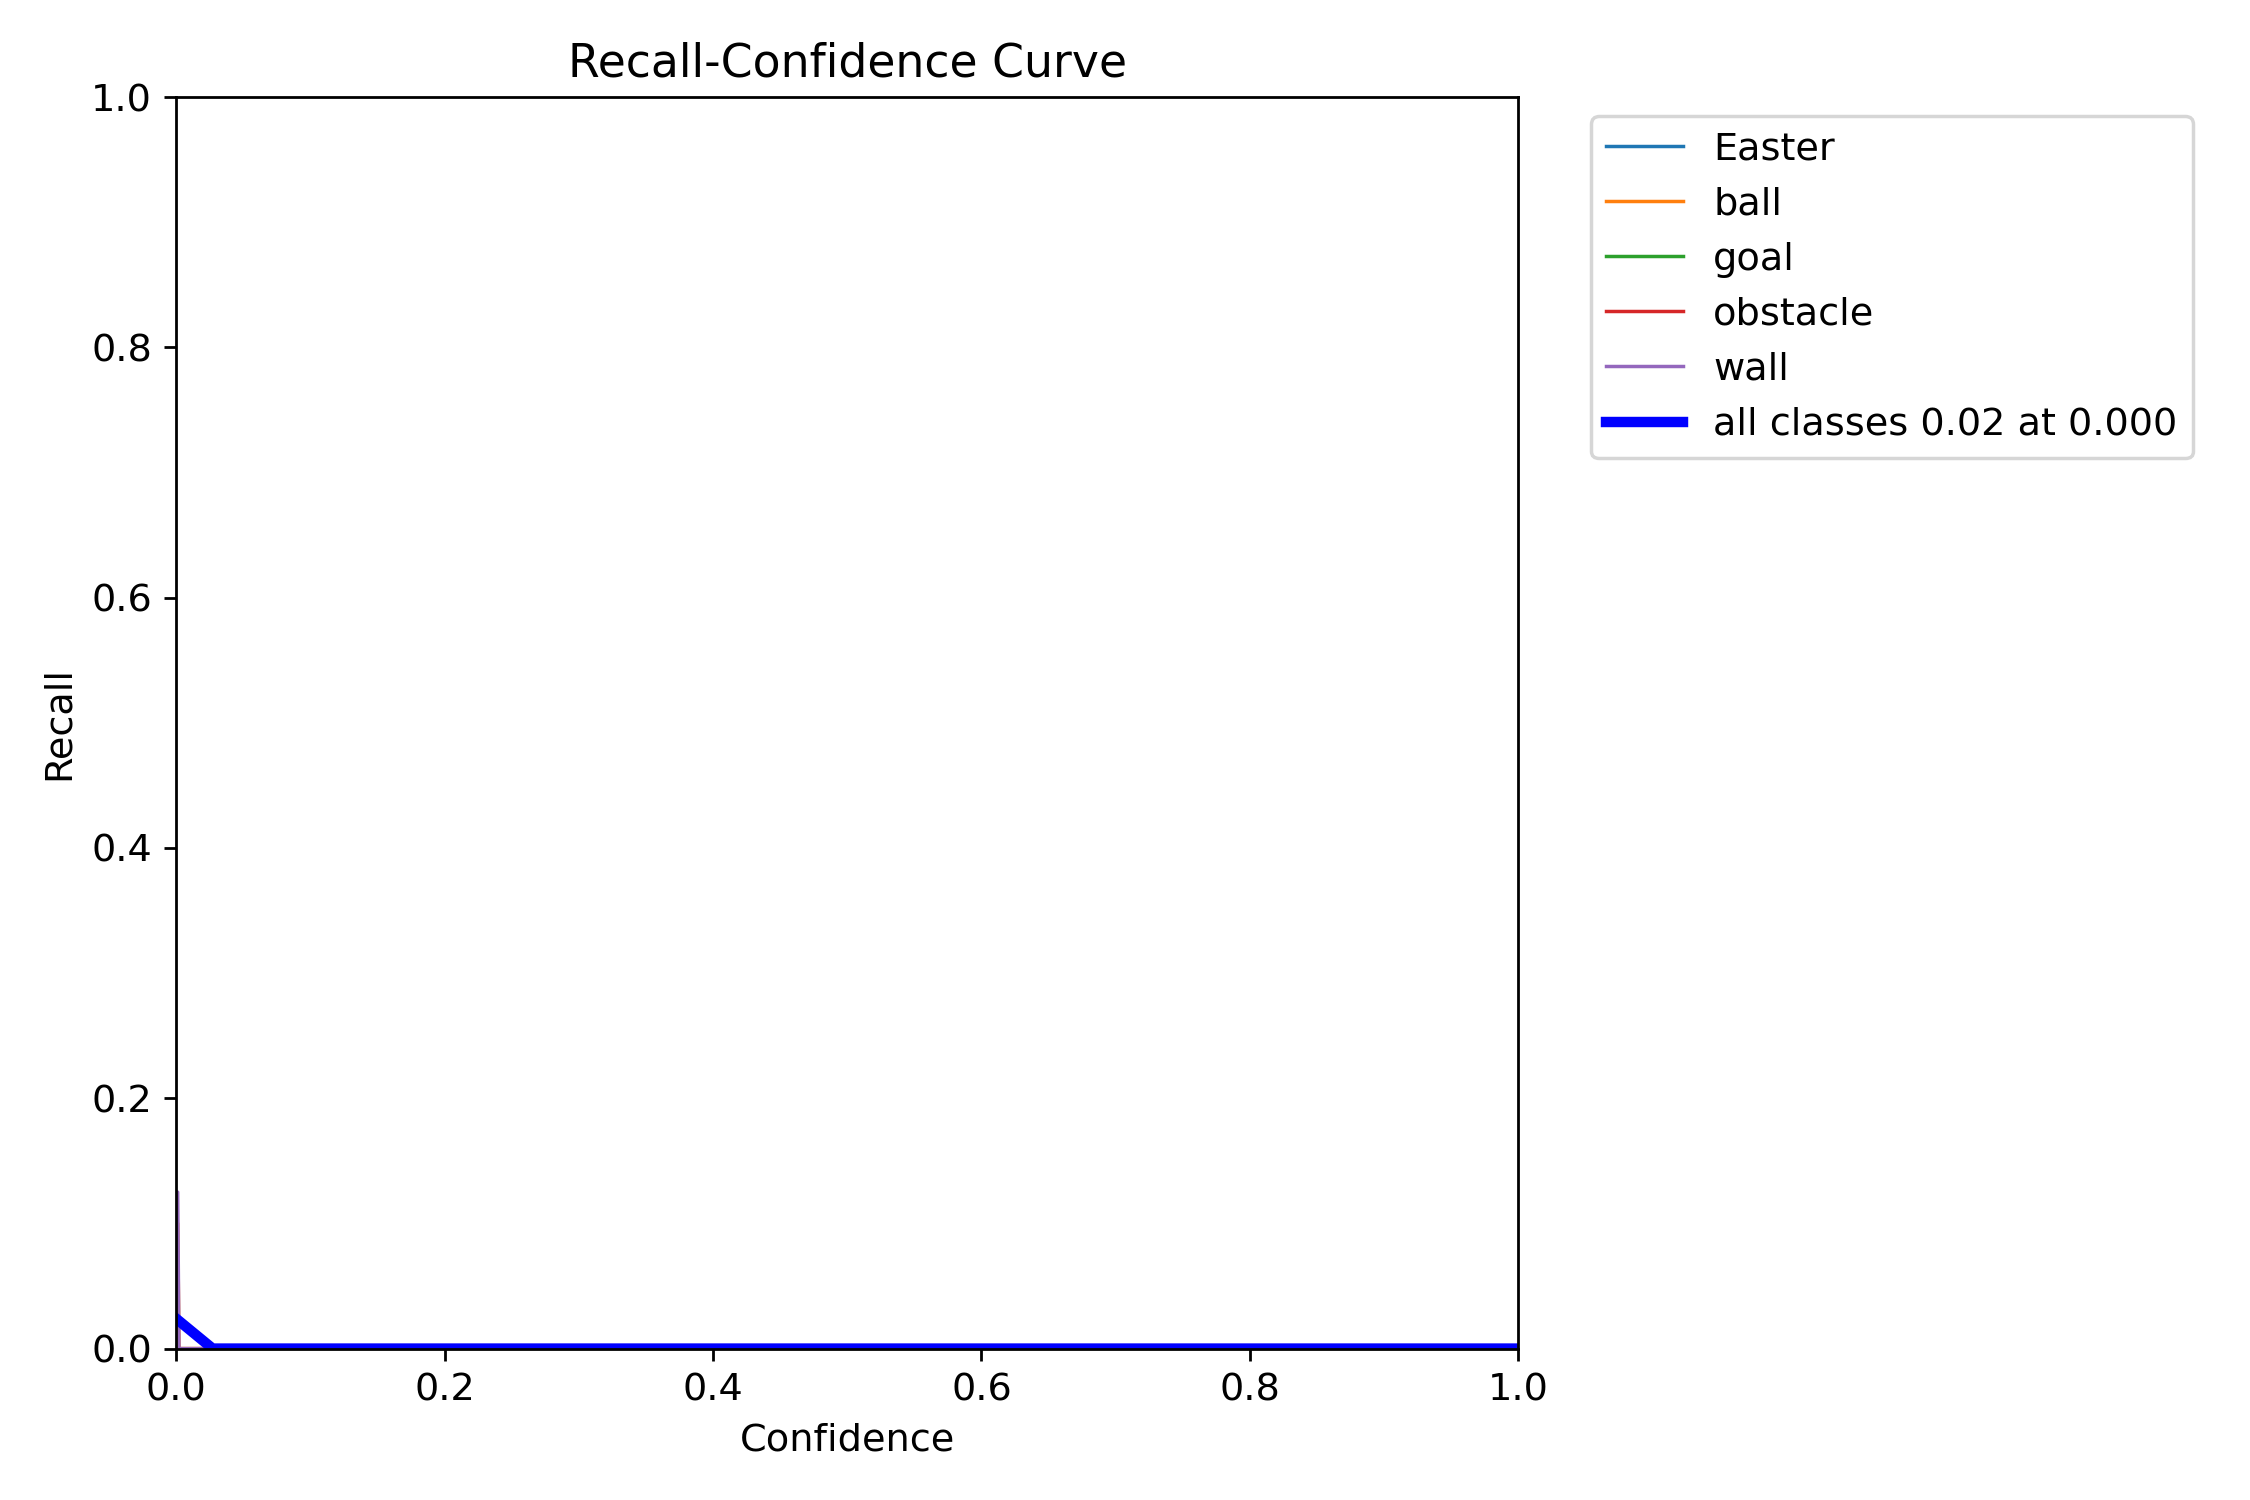 Recall-Confidence Curve
1.0
0.8
0.6
0.4
0.2
0.0
Recall
0.0 0.2 0.4 0.6 0.8 1.0
Confidence
Easter
ball
goal
obstacle
wall
all classes 0.02 at 0.000